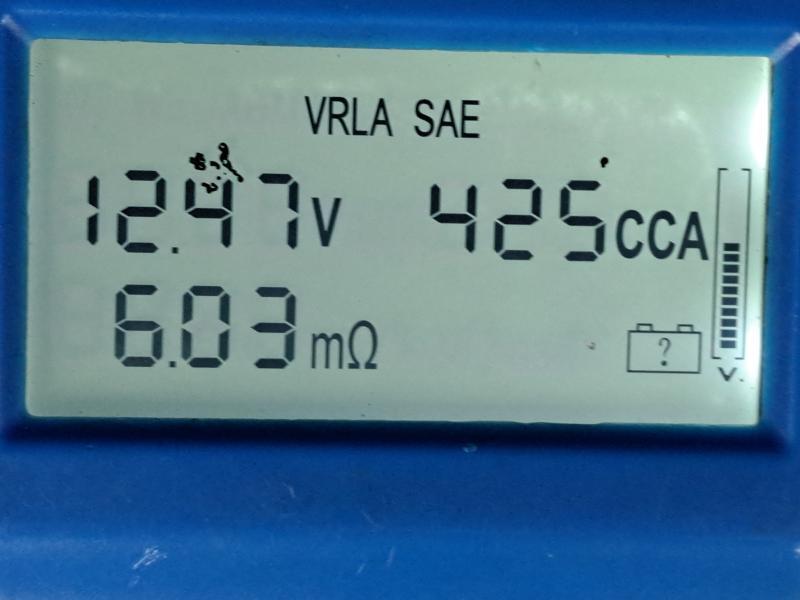 VRLA SAE
12.47V 425CCA
6.03mΩ
?
V